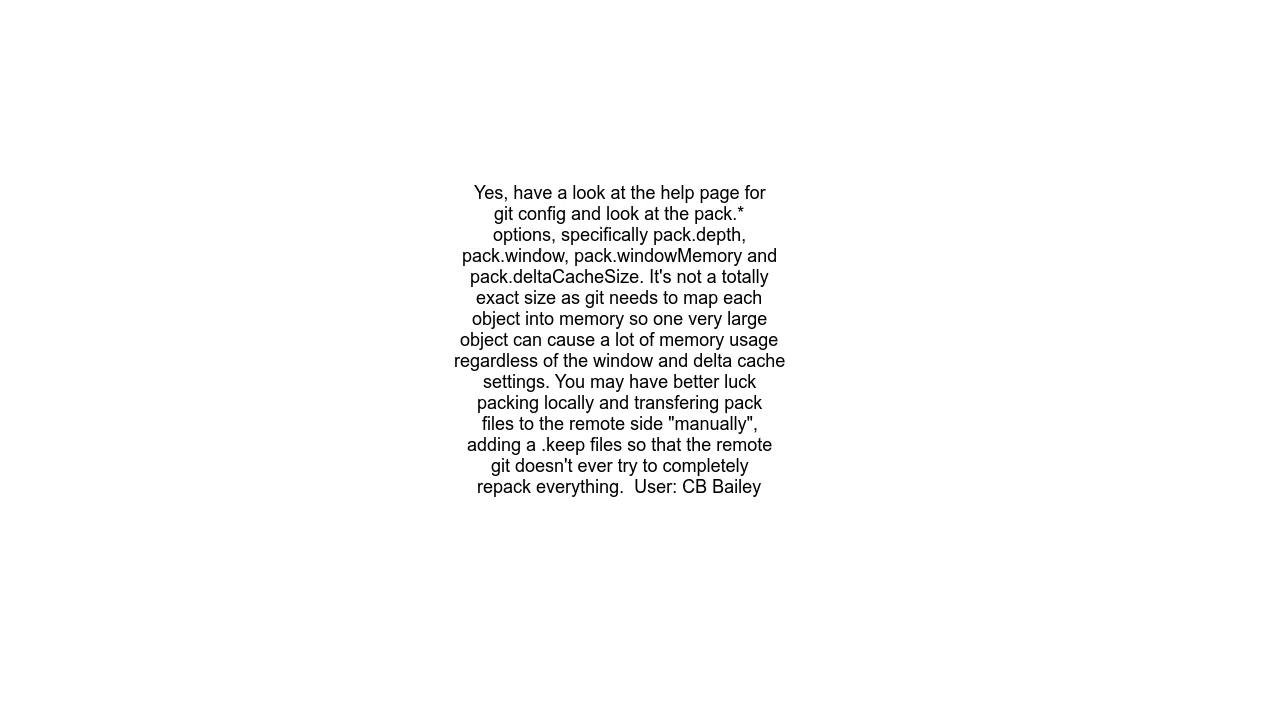 Yes, have a look at the help page for
git config and look at the pack.*
options, specifically pack.depth,
pack.window, pack.windowMemory and
pack.deltaCacheSize. It's not a totally
exact size as git needs to map each
object into memory so one very large
object can cause a lot of memory usage
regardless of the window and delta cache
settings. You may have better luck
packing locally and transfering pack
files to the remote side "manually",
adding a .keep files so that the remote
git doesn't ever try to completely
repack everything.  User: CB Bailey